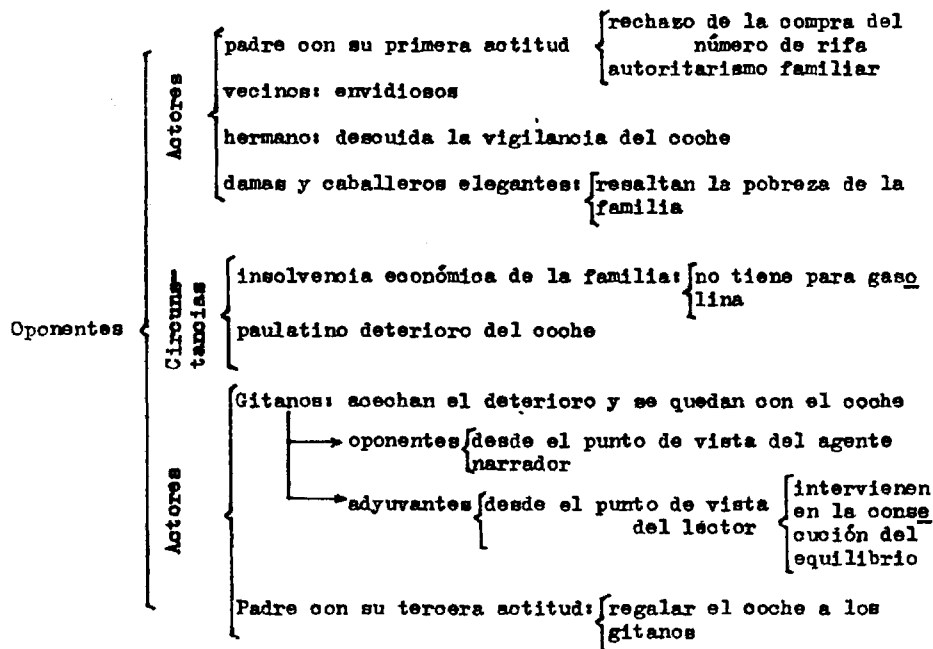 Oponentes
Actores
padre con su primera actitud
rechazo de la compra del
número de rifa
autoritarismo familiar
vecinos: envidiosos
hermano: descuida la vigilancia del coche
damas y caballeros elegantes:
resaltan la pobreza de la
familia
Circuns-
tancias
insolvencia económica de la familia:
no tiene para gaso
lina
paulatino deterioro del coche
Actores
Gitanos: acechan el deterioro y se quedan con el coche
oponentes
desde el punto de vista del agente
narrador
adyuvantes
desde el punto de vista
del léctor
intervienen
en la conse
cución del
equilibrio
Padre con su tercera actitud:
regalar el coche a los
gitanos